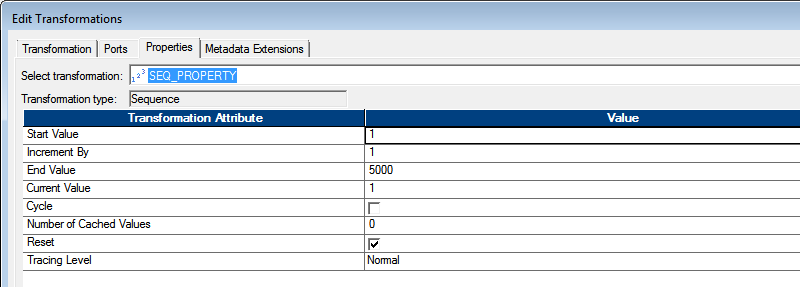 Edit Transformations
Transformation Ports Properties Metadata Extensions
Select transformation: 123 SEQ_PROPERTY
Transformation type: Sequence
Transformation Attribute Value
Start Value 1
Increment By 1
End Value 5000
Current Value 1
Cycle
Number of Cached Values 0
Reset
Tracing Level Normal